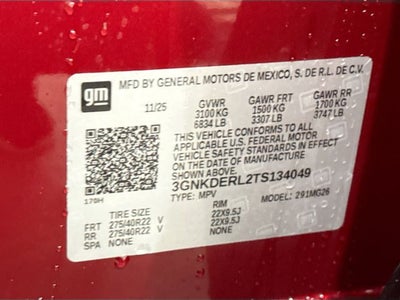 gm
MFD BY GENERAL MOTORS DE MEXICO, S. DE R.L. DE C.V.
11/25 GVWR GAWR FRT GAWR RR
3100 KG 1500 KG 1700 KG
6834 LB 3307 LB 3747 LB
THIS VEHICLE CONFORMS TO ALL
APPLICABLE U.S. FEDERAL MOTOR
VEHICLE SAFETY STANDARDS IN EFFECT
ON THE DATE OF MANUFACTURE
SHOWN ABOVE.
3GNKDERL2TS134049
170H TYPE: MPV MODEL: 291MG26
TIRE SIZE RIM
FRT 275/40R22 V 22X9.5J
RR 275/40R22 V 22X9.5J
SPA NONE NONE